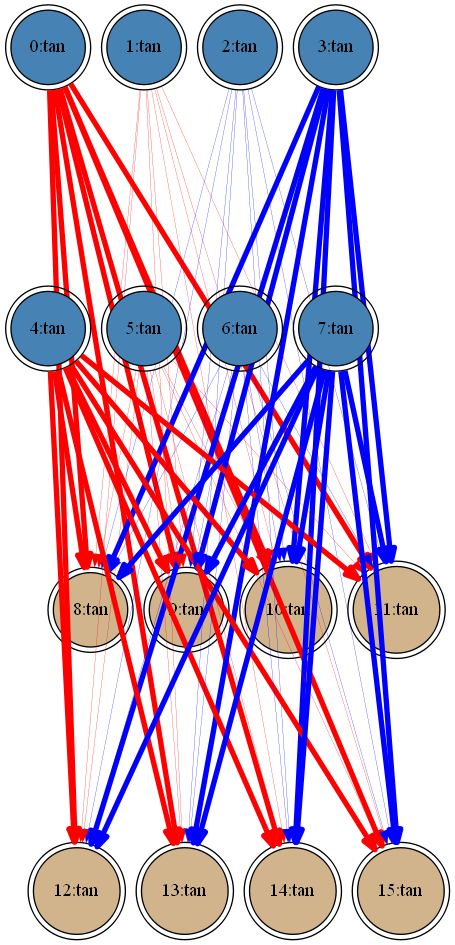 0:tan 1:tan 2:tan 3:tan
4:tan 5:tan 6:tan 7:tan
8:tan 9:tan 10:tan 11:tan
12:tan 13:tan 14:tan 15:tan